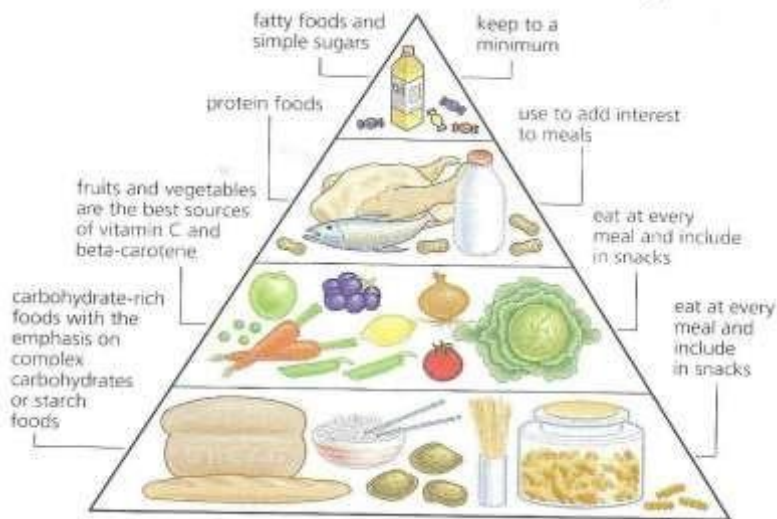 fatty foods and
simple sugars
keep to a
minimum
protein foods
use to add interest
to meals
fruits and vegetables
are the best sources
of vitamin C and
beta-carotene
eat at every
meal and include
in snacks
carbohydrate-rich
foods with the
emphasis on
complex
carbohydrates
or starch
foods
eat at every
meal and
include
in snacks